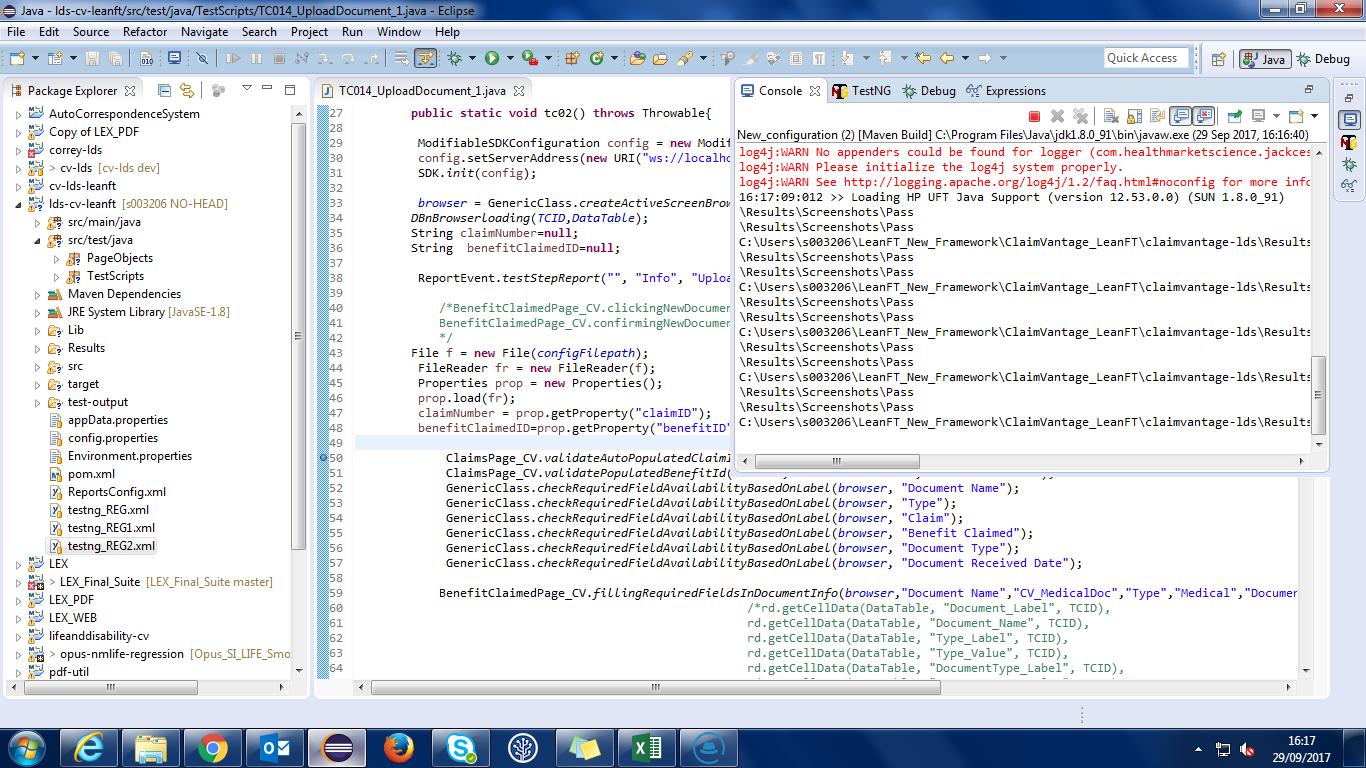 Java - lds-cv-leanft/src/test/java/TestScripts/TC014_UploadDocument_1.java - Eclipse
File Edit Source Refactor Navigate Search Project Run Window Help
Quick Access
Java
Debug
Package Explorer
AutoCorrespondenceSystem
Copy of LEX_PDF
correy-lds
> cv-lds [cv-lds dev]
cv-lds-leanft
lds-cv-leanft [s003206 NO-HEAD]
src/main/java
src/test/java
PageObjects
TestScripts
Maven Dependencies
JRE System Library [JavaSE-1.8]
Lib
Results
src
target
test-output
appData.properties
config.properties
Environment.properties
pom.xml
ReportsConfig.xml
testng_REG.xml
testng_REG1.xml
testng_REG2.xml
LEX
> LEX_Final_Suite [LEX_Final_Suite master]
LEX_PDF
LEX_WEB
lifeanddisability-cv
> opus-nmlife-regression [Opus_SI_LIFE_Smo
pdf-util
TC014_UploadDocument_1.java
27 public static void tc02() throws Throwable{
28
29 ModifiableSDKConfiguration config = new Modif
30 config.setServerAddress(new URI("ws://localho
31 SDK.init(config);
32
33 browser = GenericClass.createActiveScreenBrow
34 DBnBrowserloading(TCID,DataTable);
35 String claimNumber=null;
36 String benefitClaimedID=null;
37
38 ReportEvent.testStepReport("", "Info", "Uploa
39
40 /*BenefitClaimedPage_CV.clickingNewDocumen
41 BenefitClaimedPage_CV.confirmingNewDocumen
42 */
43 File f = new File(configFilepath);
44 FileReader fr = new FileReader(f);
45 Properties prop = new Properties();
46 prop.load(fr);
47 claimNumber = prop.getProperty("claimID");
48 benefitClaimedID=prop.getProperty("benefitID"
49
50 ClaimsPage_CV.validateAutoPopulatedClaimI
51 ClaimsPage_CV.validatePopulatedBenefitId(
52 GenericClass.checkRequiredFieldAvailabilityBasedOnLabel(browser, "Document Name");
53 GenericClass.checkRequiredFieldAvailabilityBasedOnLabel(browser, "Type");
54 GenericClass.checkRequiredFieldAvailabilityBasedOnLabel(browser, "Claim");
55 GenericClass.checkRequiredFieldAvailabilityBasedOnLabel(browser, "Benefit Claimed");
56 GenericClass.checkRequiredFieldAvailabilityBasedOnLabel(browser, "Document Type");
57 GenericClass.checkRequiredFieldAvailabilityBasedOnLabel(browser, "Document Received Date");
58
59 BenefitClaimedPage_CV.fillingRequiredFieldsInDocumentInfo(browser,"Document Name","CV_MedicalDoc","Type","Medical","Documen
60 /*rd.getCellData(DataTable, "Document_Label", TCID),
61 rd.getCellData(DataTable, "Document_Name", TCID),
62 rd.getCellData(DataTable, "Type_Label", TCID),
63 rd.getCellData(DataTable, "Type_Value", TCID),
64 rd.getCellData(DataTable, "DocumentType_Label", TCID),
Console TestNG Debug Expressions
New_configuration (2) [Maven Build] C:\Program Files\Java\jdk1.8.0_91\bin\javaw.exe (29 Sep 2017, 16:16:40)
log4j:WARN No appenders could be found for logger (com.healthmarketscience.jackces
log4j:WARN Please initialize the log4j system properly.
log4j:WARN See http://logging.apache.org/log4j/1.2/faq.html#noconfig for more info
16:17:09:012 >> Loading HP UFT Java Support (version 12.53.0.0) (SUN 1.8.0_91)
\Results\Screenshots\Pass
\Results\Screenshots\Pass
C:\Users\s003206\LeanFT_New_Framework\ClaimVantage_LeanFT\claimvantage-lds\Results
\Results\Screenshots\Pass
\Results\Screenshots\Pass
C:\Users\s003206\LeanFT_New_Framework\ClaimVantage_LeanFT\claimvantage-lds\Results
\Results\Screenshots\Pass
\Results\Screenshots\Pass
C:\Users\s003206\LeanFT_New_Framework\ClaimVantage_LeanFT\claimvantage-lds\Results
\Results\Screenshots\Pass
\Results\Screenshots\Pass
C:\Users\s003206\LeanFT_New_Framework\ClaimVantage_LeanFT\claimvantage-lds\Results
\Results\Screenshots\Pass
\Results\Screenshots\Pass
C:\Users\s003206\LeanFT_New_Framework\ClaimVantage_LeanFT\claimvantage-lds\Results
16:17
29/09/2017